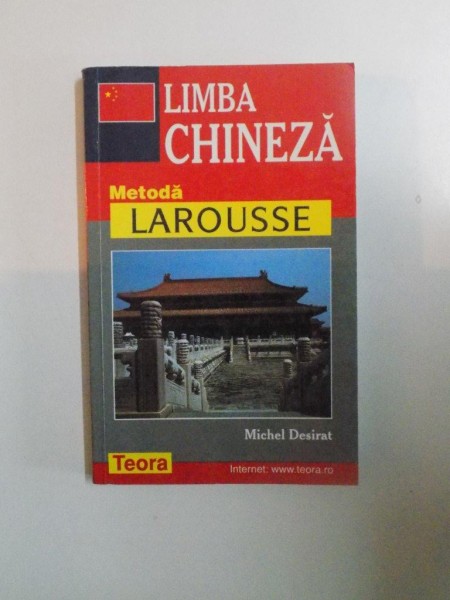 LIMBA
CHINEZĂ
Metodă
LAROUSSE
Michel Desirat
Teora
Internet: www.teora.ro